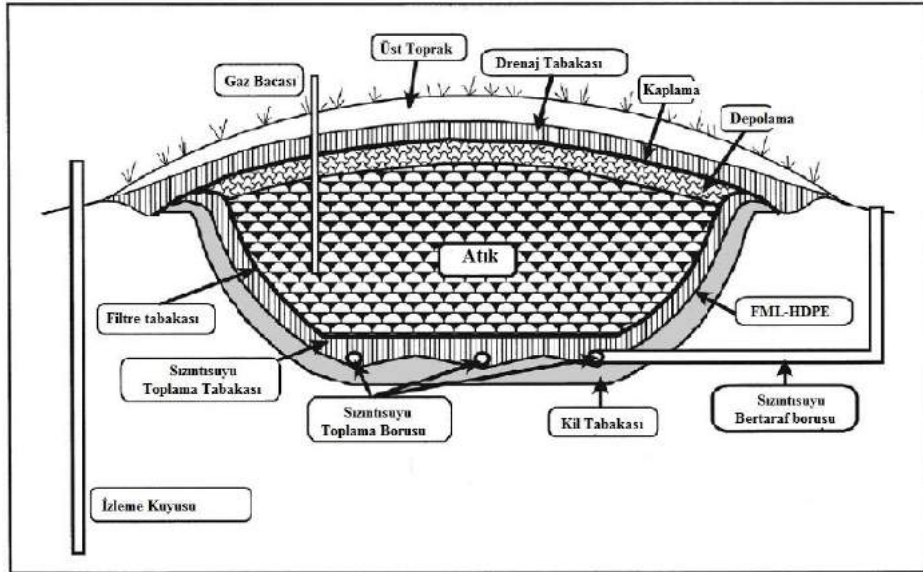 Üst Toprak
Drenaj Tabakası
Gaz Bacası
Kaplama
Depolama
Atık
Filtre tabakası
FML-HDPE
Sızıntısuyu
Toplama Tabakası
Sızıntısuyu
Toplama Borusu
Kil Tabakası
Sızıntısuyu
Bertaraf borusu
İzleme Kuyusu